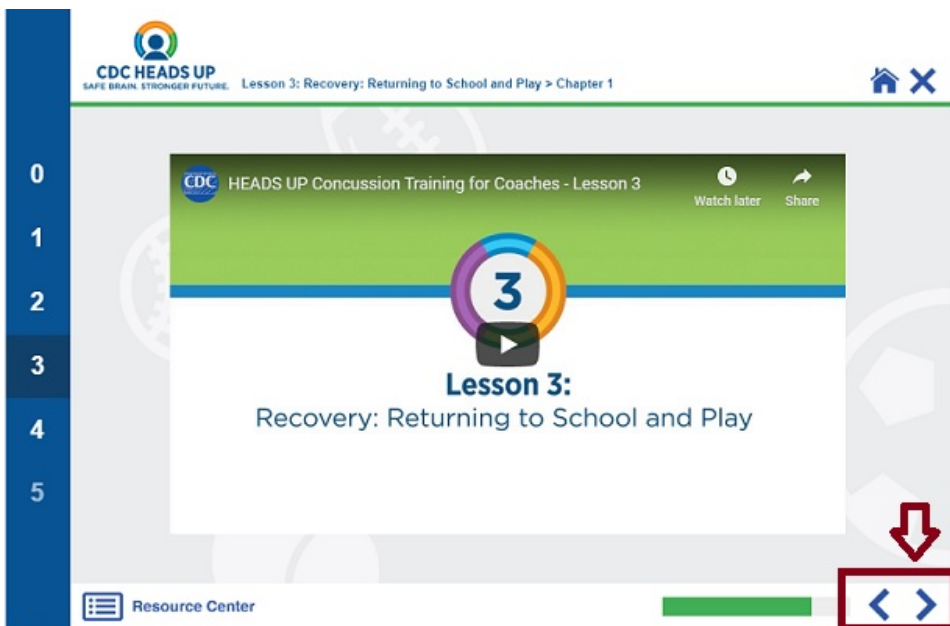 CDC HEADS UP
SAFE BRAIN. STRONGER FUTURE.
Lesson 3: Recovery: Returning to School and Play > Chapter 1
0
1
2
3
4
5
CDC
HEADS UP Concussion Training for Coaches - Lesson 3
Watch later
Share
3
Lesson 3:
Recovery: Returning to School and Play
Resource Center